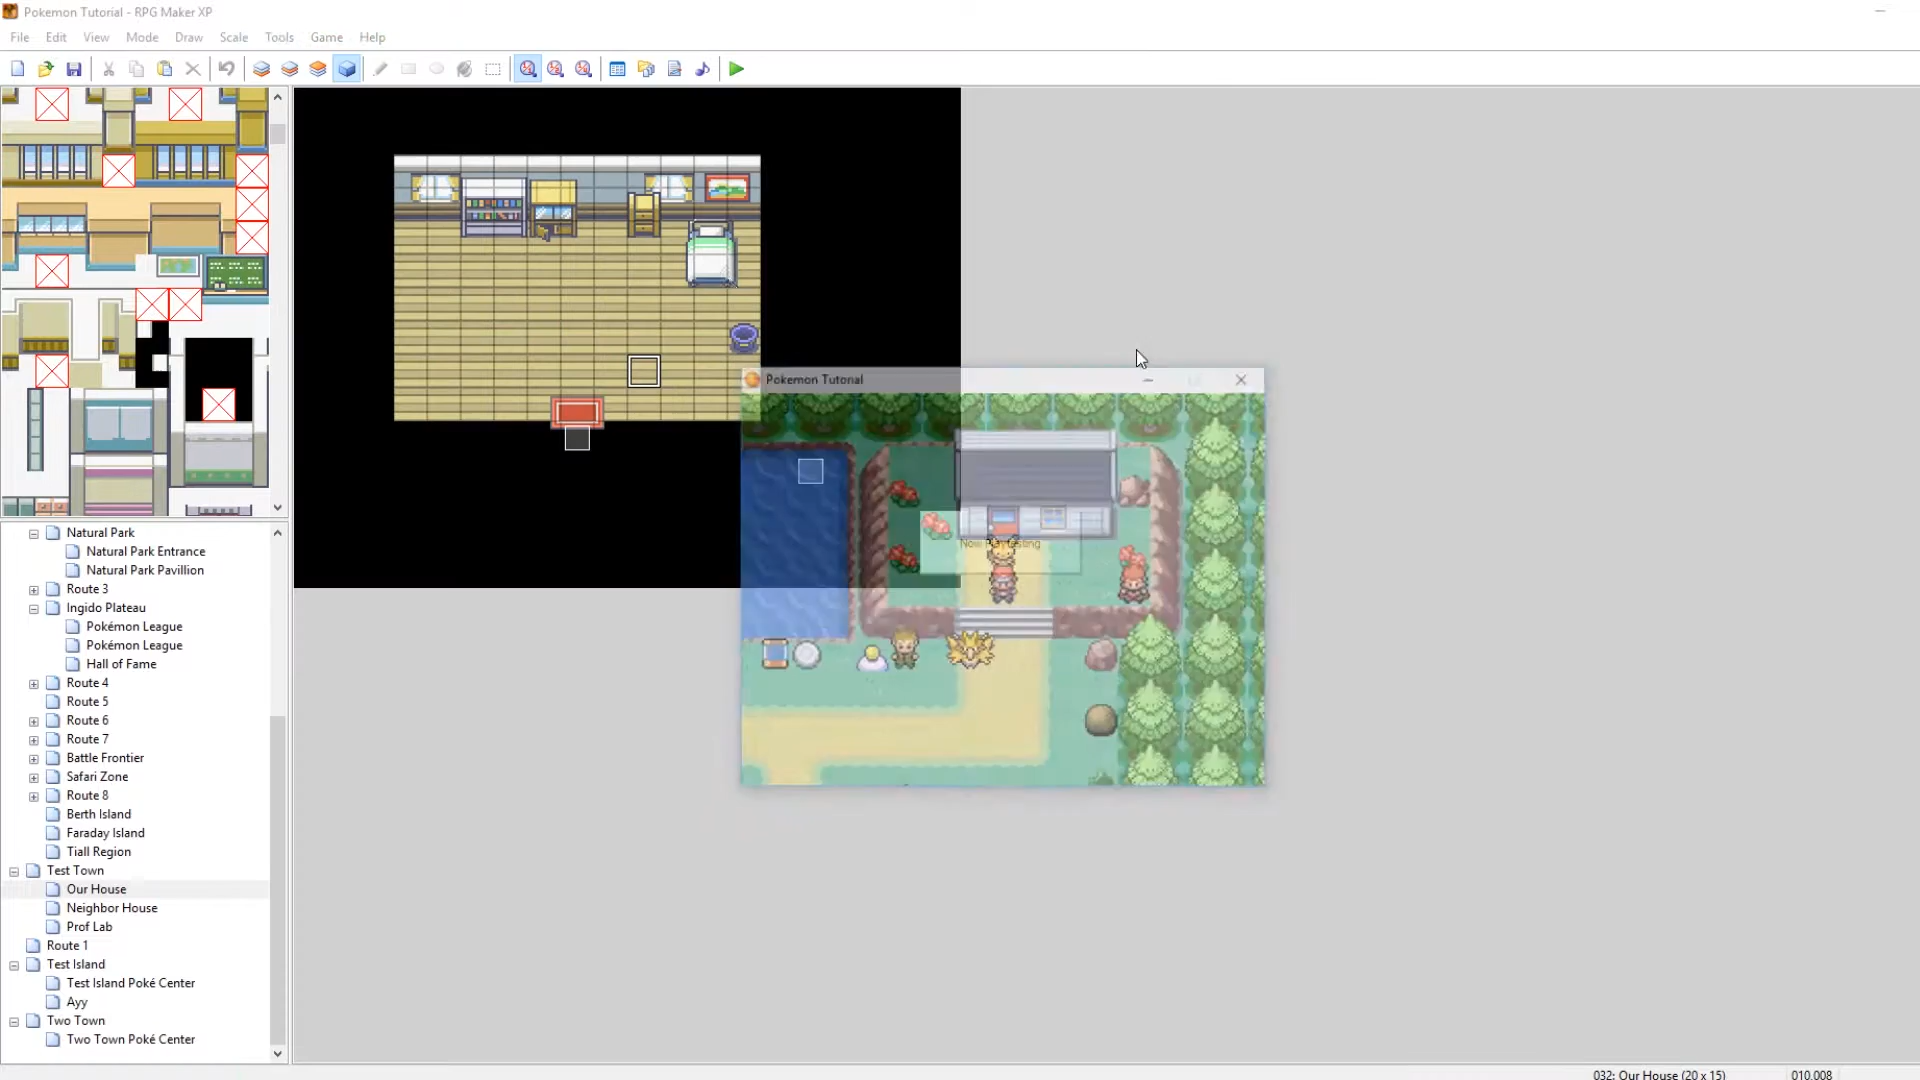 Pokemon Tutorial - RPG Maker XP
File Edit View Mode Draw Scale Tools Game Help
Pokemon Tutorial
Now Playtesting
Natural Park
Natural Park Entrance
Natural Park Pavillion
Route 3
Ingido Plateau
Pokémon League
Pokémon League
Hall of Fame
Route 4
Route 5
Route 6
Route 7
Battle Frontier
Safari Zone
Route 8
Berth Island
Faraday Island
Tiall Region
Test Town
Our House
Neighbor House
Prof Lab
Route 1
Test Island
Test Island Poké Center
Ayy
Two Town
Two Town Poké Center
032: Our House (20 x 15) 010.008